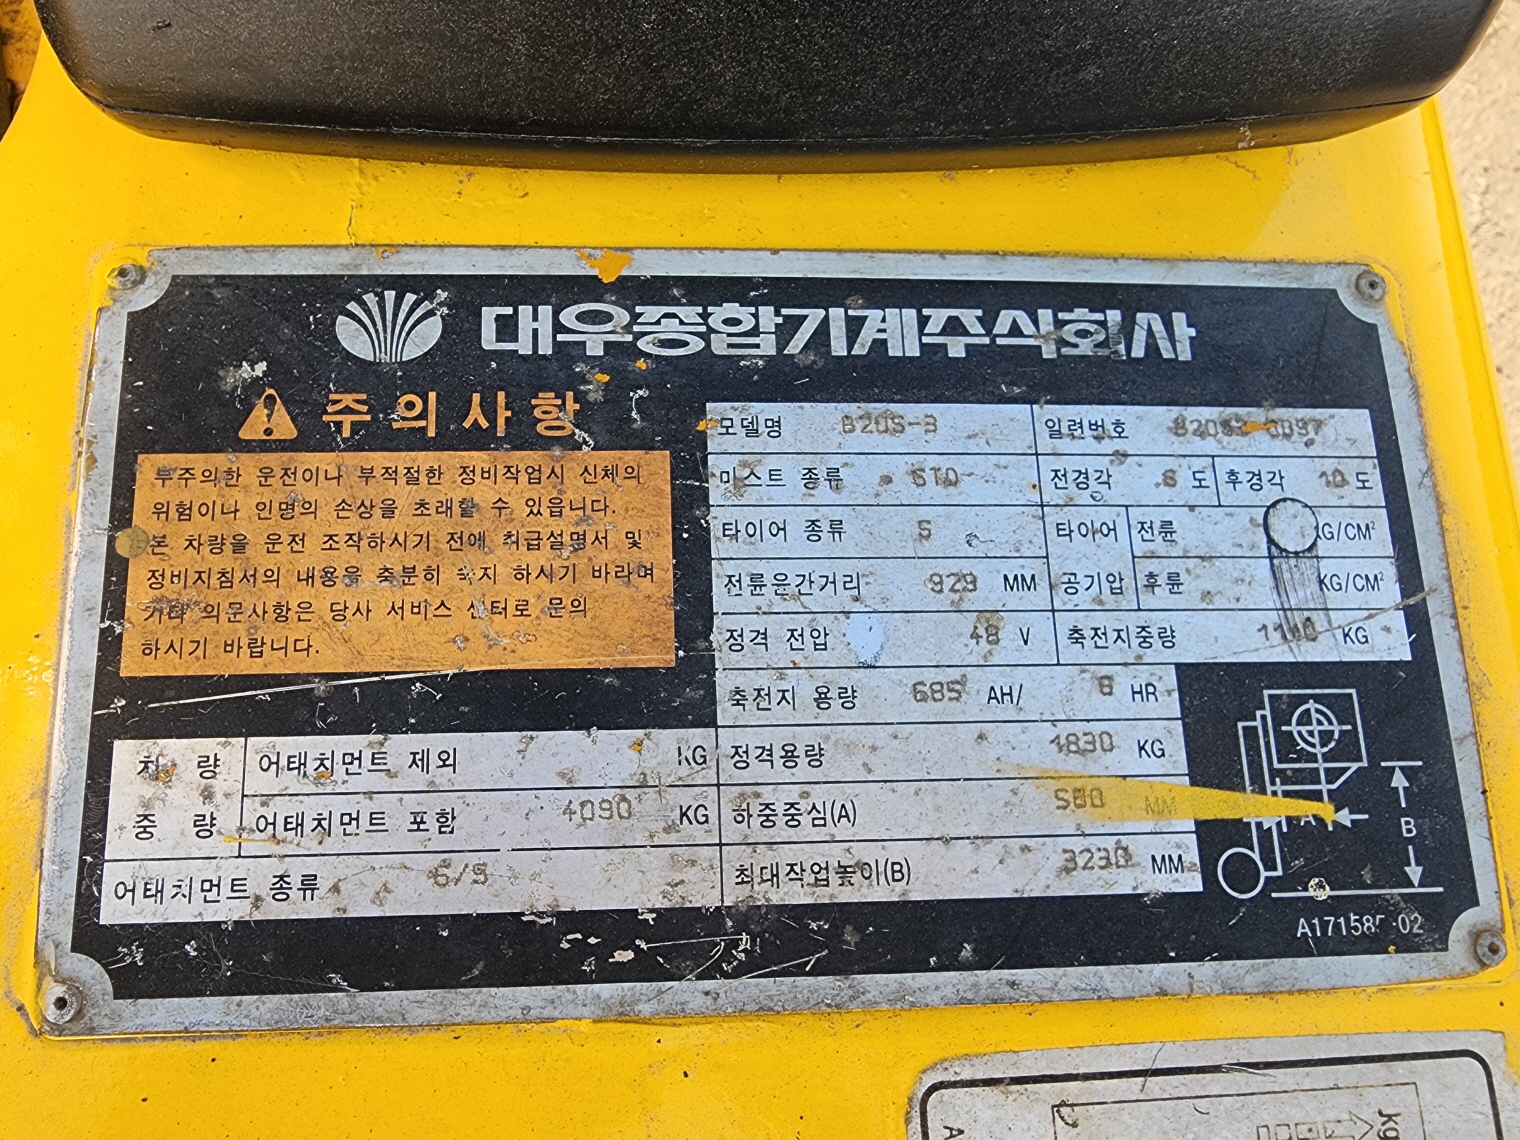 대우종합기계주식회사
주의사항
부주의한 운전이나 부적절한 정비작업시 신체의
위험이나 인명의 손상을 초래할 수 있읍니다.
본 차량을 운전 조작하시기 전에 취급설명서 및
정비지침서의 내용을 충분히 숙지 하시기 바라며
기타 의문사항은 당사 서비스 센터로 문의
하시기 바랍니다.
모델명 B20S-3 일련번호
마스트 종류 STD 전경각 도 후경각 10 도
타이어 종류 S 타이어 전륜 KG/CM²
전륜윤간거리 929 MM 공기압 후륜 KG/CM²
정격 전압 48 V 축전지중량 KG
축전지 용량 685 AH/ HR
차량 어태치먼트 제외 KG 정격용량 1830 KG
중량 어태치먼트 포함 4090 KG 하중중심(A) MM
어태치먼트 종류 최대작업높이(B) 3230 MM
A
B
KG
A